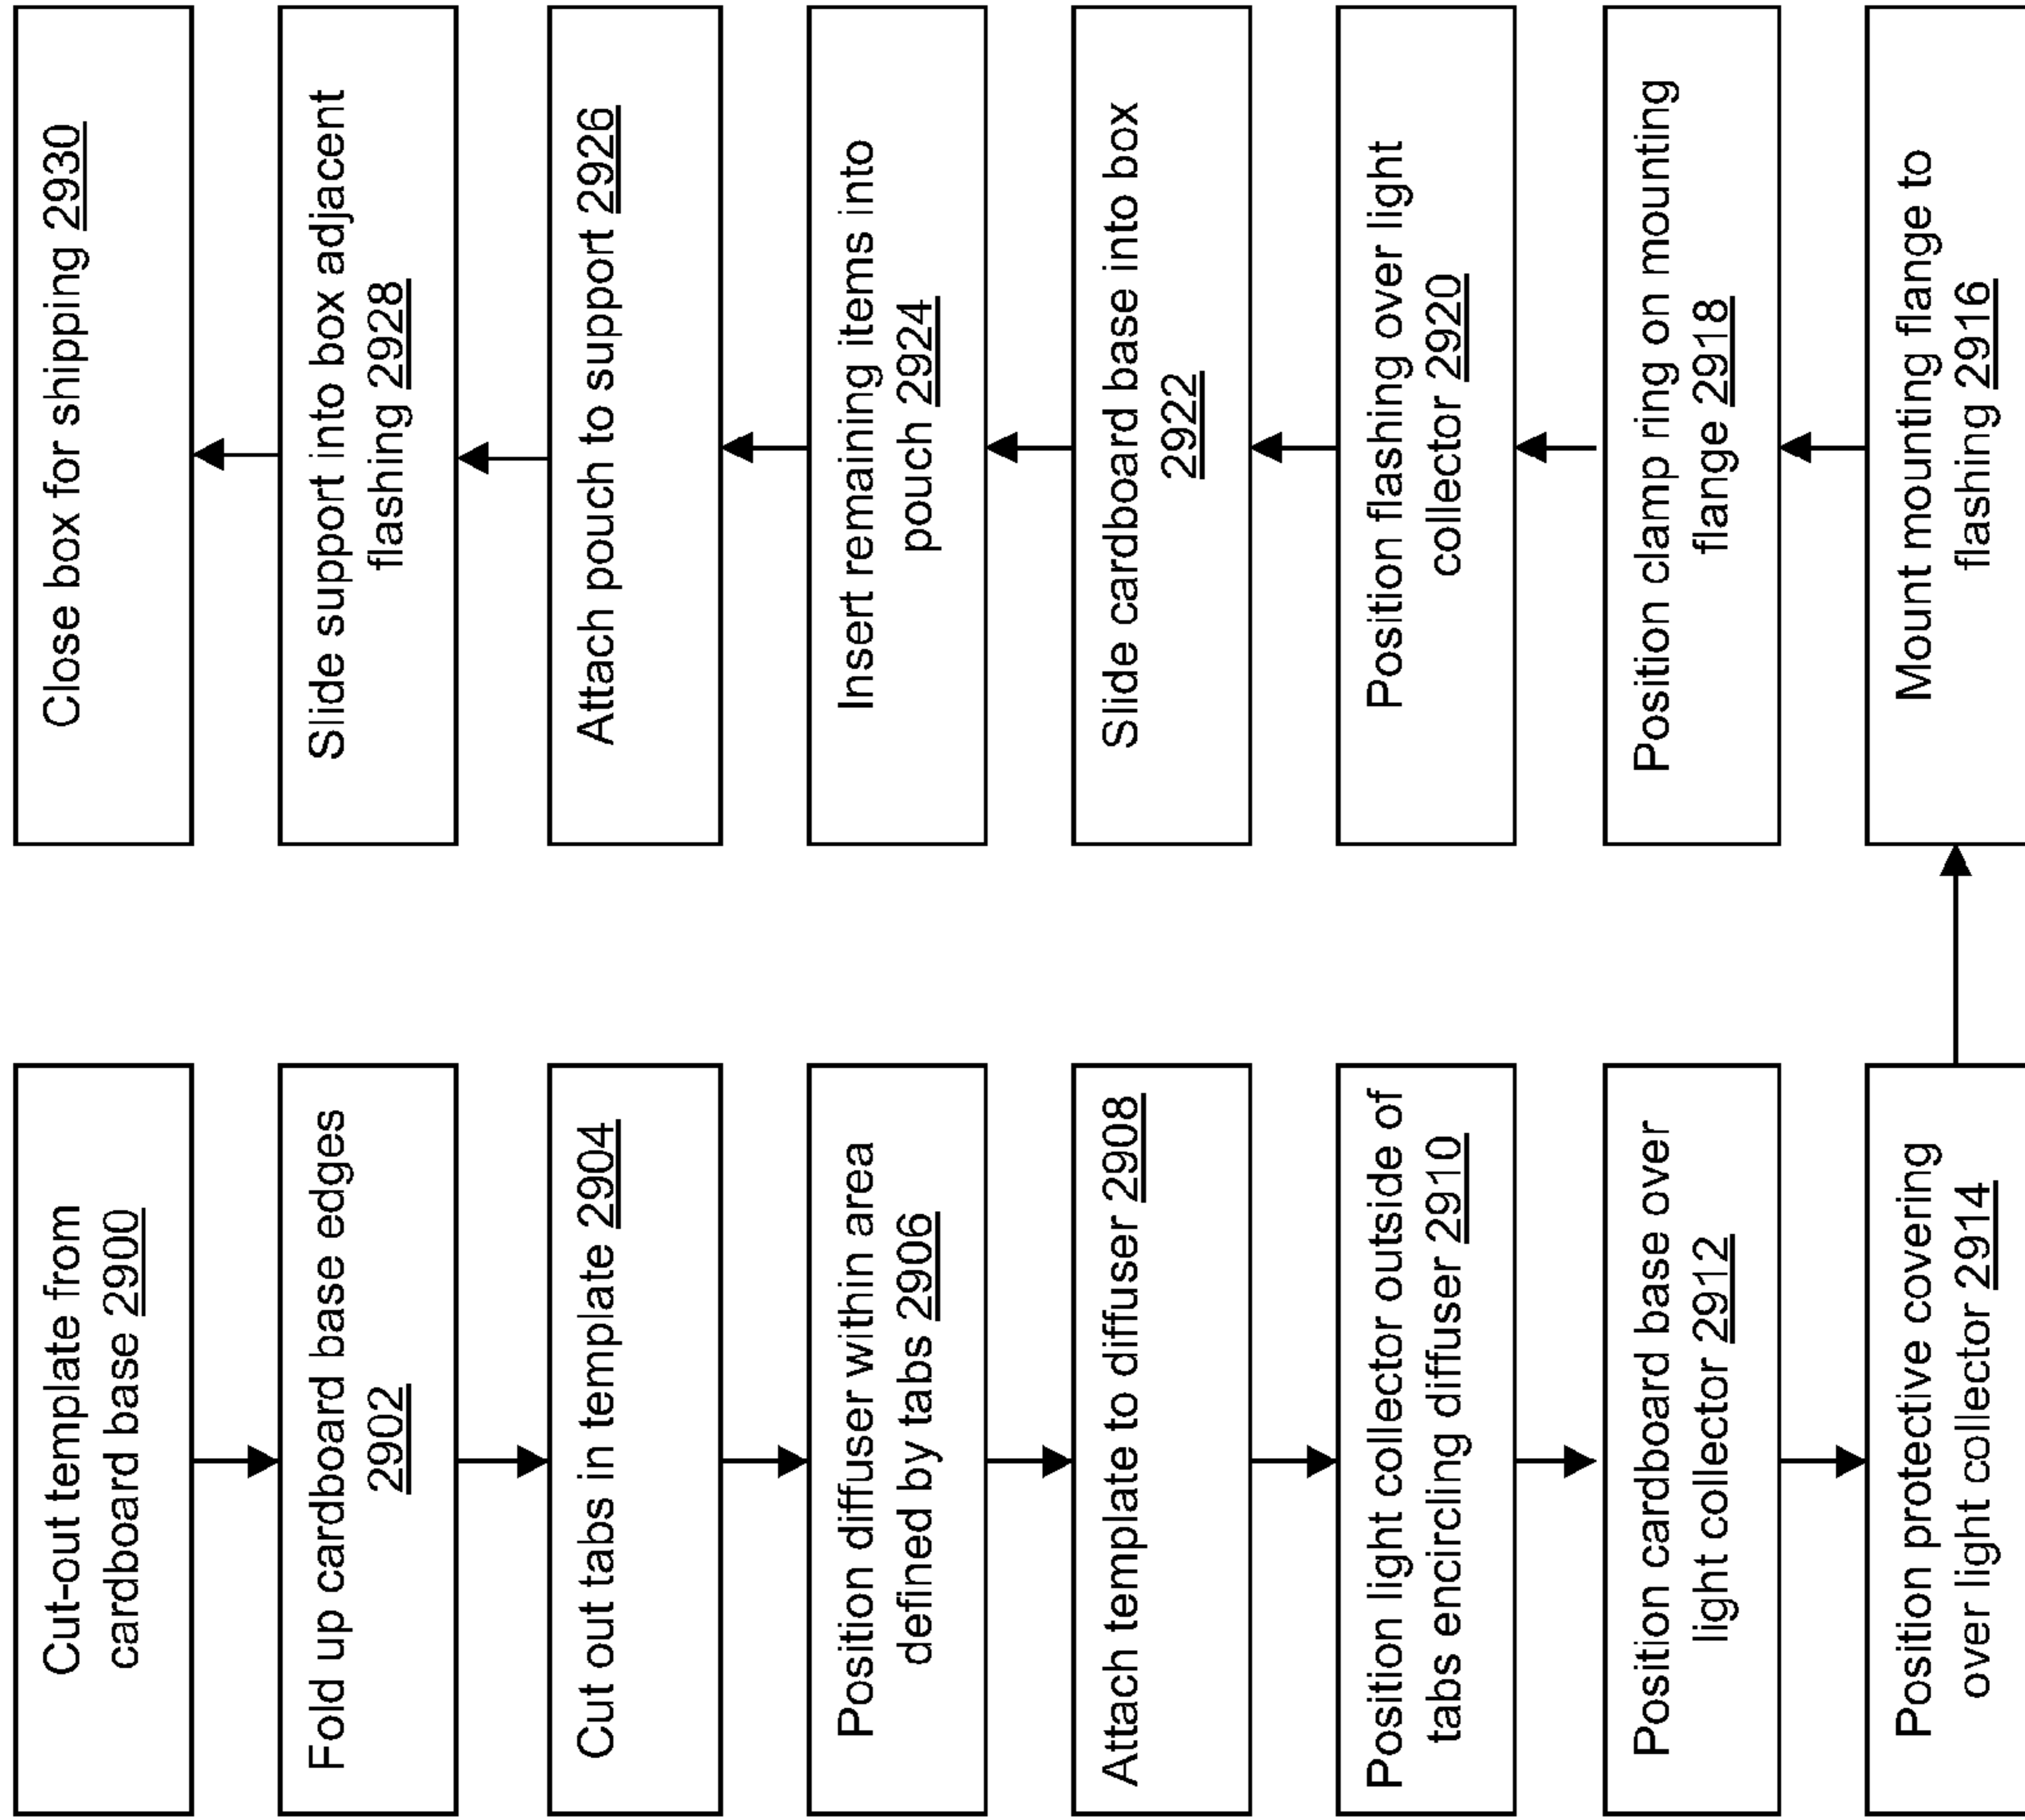 Cut-out template from
cardboard base 2900
Fold up cardboard base edges
2902
Cut out tabs in template 2904
Position diffuser within area
defined by tabs 2906
Attach template to diffuser 2908
Position light collector outside of
tabs encircling diffuser 2910
Position cardboard base over
light collector 2912
Position protective covering
over light collector 2914
Mount mounting flange to
flashing 2916
Position clamp ring on mounting
flange 2918
Position flashing over light
collector 2920
Slide cardboard base into box
2922
Insert remaining items into
pouch 2924
Attach pouch to support 2926
Slide support into box adjacent
flashing 2928
Close box for shipping 2930